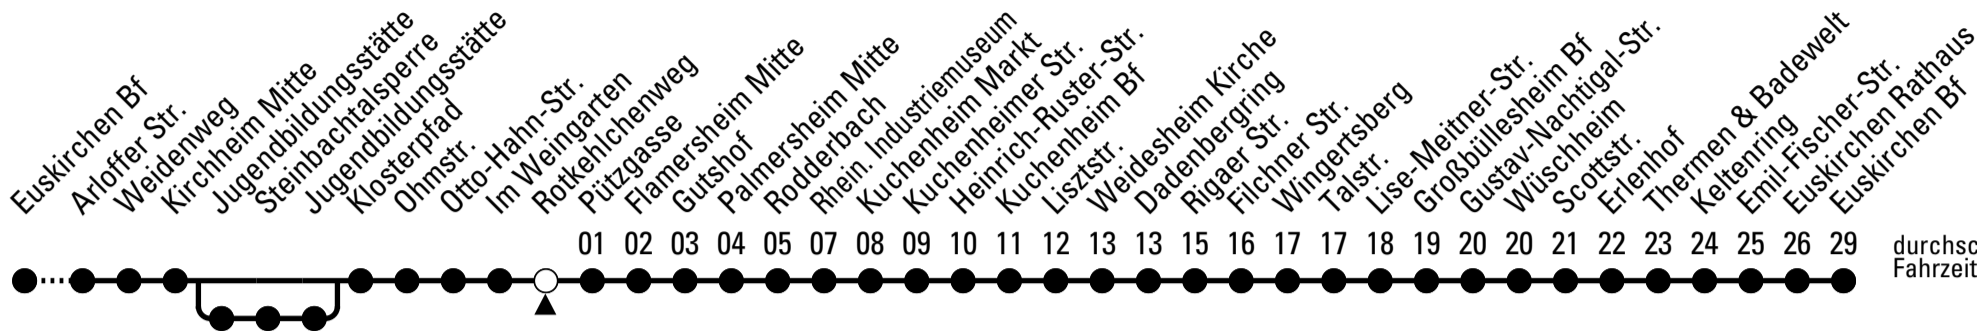 Euskirchen Bf
Arloffer Str.
Weidenweg
Kirchheim Mitte
Jugendbildungsstätte
Steinbachtalsperre
Jugendbildungsstätte
Klosterpfad
Ohmstr.
Otto-Hahn-Str.
Im Weingarten
Rotkehlchenweg
Pützgasse
Flamersheim Mitte
Gutshof
Palmersheim Mitte
Rodderbach
Rhein. Industriemuseum
Kuchenheim Markt
Kuchenheimer Str.
Heinrich-Ruster-Str.
Kuchenheim Bf
Lisztstr.
Weidesheim Kirche
Dadenbergring
Rigaer Str.
Filchner Str.
Wingertsberg
Talstr.
Lise-Meitner-Str.
Großbüllesheim Bf
Gustav-Nachtigal-Str.
Wüschheim
Scottstr.
Erlenhof
Thermen & Badewelt
Keltenring
Emil-Fischer-Str.
Euskirchen Rathaus
Euskirchen Bf
01 02 03 04 05 07 08 09 10 11 12 13 13 15 16 17 17 18 19 20 20 21 22 23 24 25 26 29
durchsc
Fahrzeit